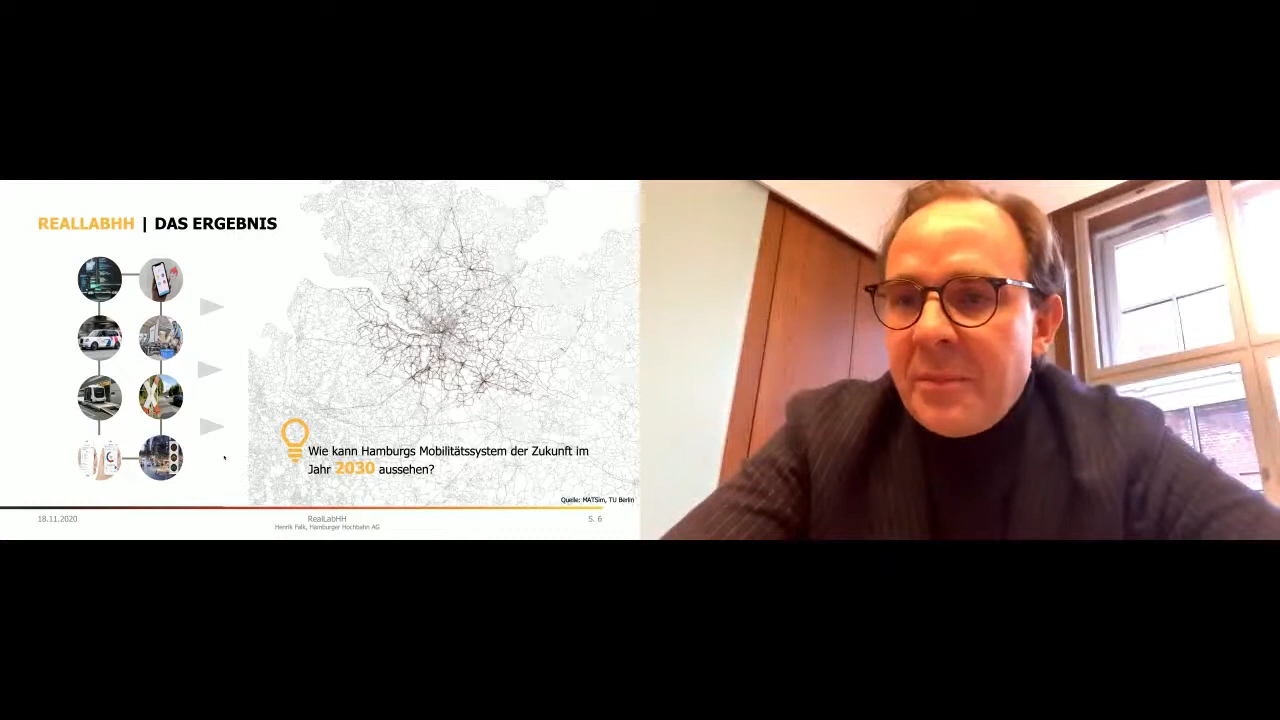 REALLABHH | DAS ERGEBNIS
Wie kann Hamburgs Mobilitätssystem der Zukunft im
Jahr 2030 aussehen?
Quelle: MATSim, TU Berlin
18.11.2020
RealLabHH
S. 6
Henrik Falk, Hamburger Hochbahn AG